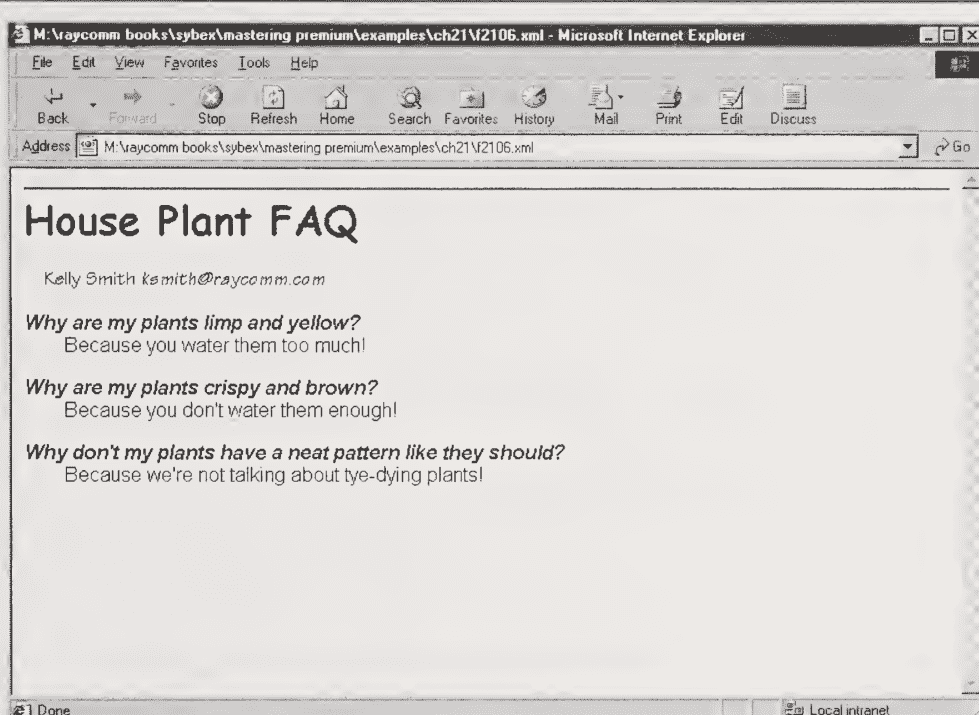 M:\raycomm books\sybex\mastering premium\examples\ch21\f2106.xml - Microsoft Internet Explorer
File Edit View Favorites Tools Help
Back Forward Stop Refresh Home Search Favorites History Mail Print Edit Discuss
Address M:\raycomm books\sybex\mastering premium\examples\ch21\f2106.xml Go
House Plant FAQ
Kelly Smith ksmith@raycomm.com
Why are my plants limp and yellow?
Because you water them too much!
Why are my plants crispy and brown?
Because you don't water them enough!
Why don't my plants have a neat pattern like they should?
Because we're not talking about tye-dying plants!
Done Local intranet